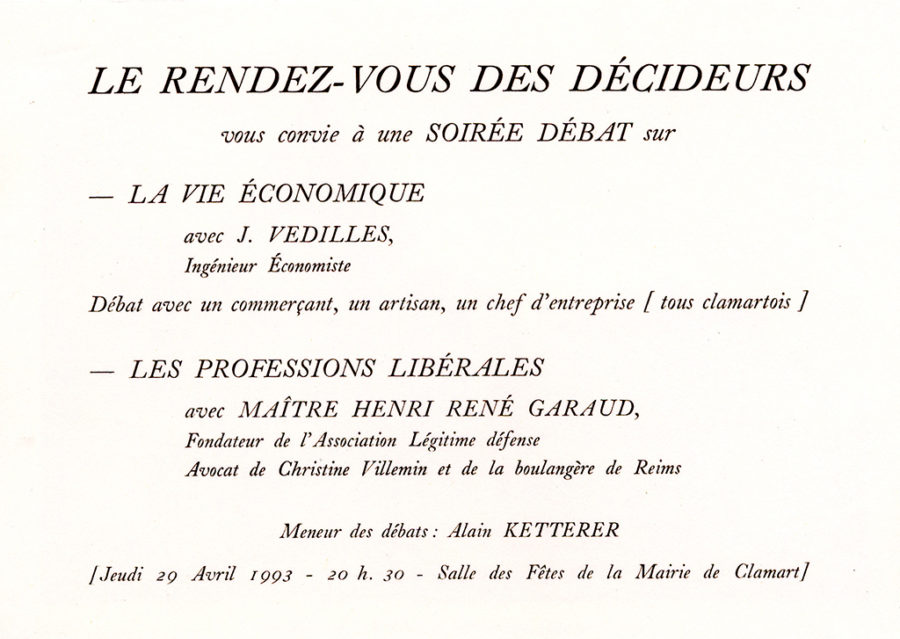 LE RENDEZ-VOUS DES DÉCIDEURS
vous convie à une SOIRÉE DÉBAT sur
— LA VIE ÉCONOMIQUE
avec J. VEDILLES,
Ingénieur Économiste
Débat avec un commerçant, un artisan, un chef d'entreprise [ tous clamartois ]
— LES PROFESSIONS LIBÉRALES
avec MAÎTRE HENRI RENÉ GARAUD,
Fondateur de l'Association Légitime défense
Avocat de Christine Villemin et de la boulangère de Reims
Meneur des débats : Alain KETTERER
[Jeudi 29 Avril 1993 - 20 h. 30 - Salle des Fêtes de la Mairie de Clamart]